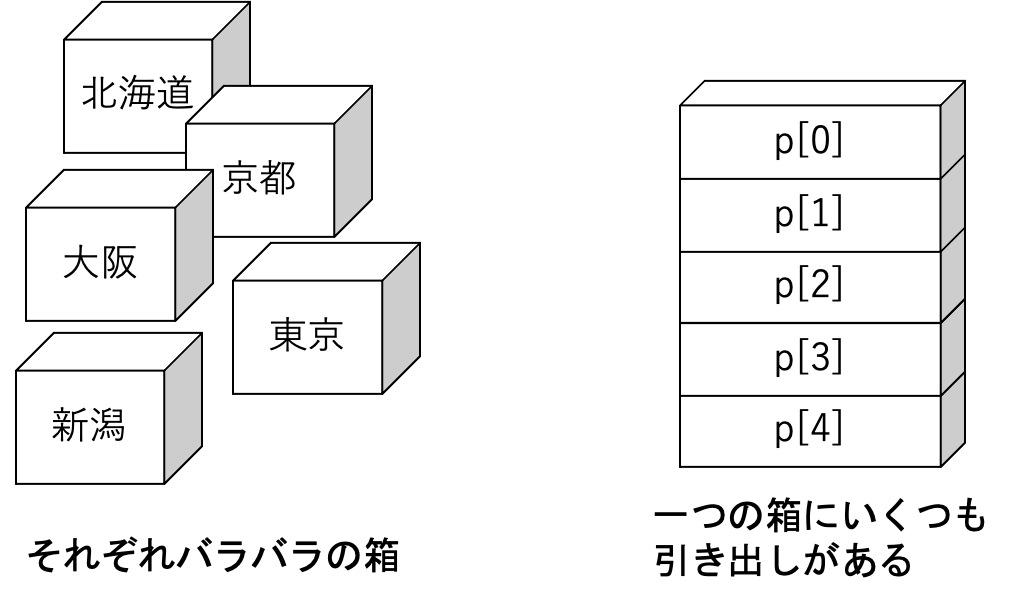 北海道
京都
大阪
東京
新潟
それぞれバラバラの箱
p[0]
p[1]
p[2]
p[3]
p[4]
一つの箱にいくつも
引き出しがある